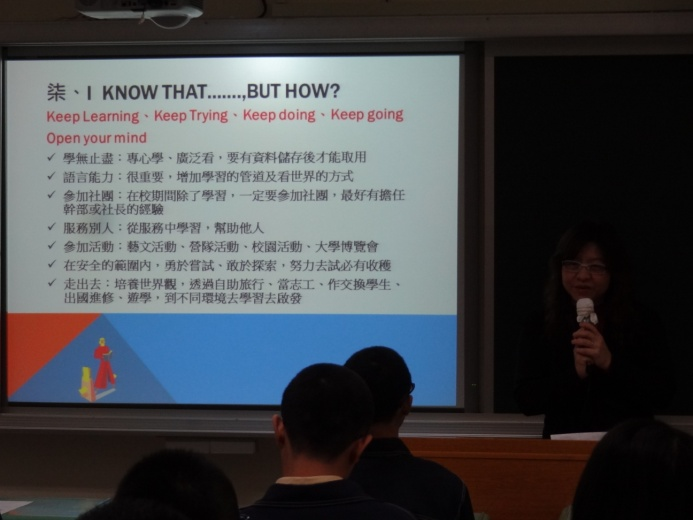 柒、I KNOW THAT.......,BUT HOW?
Keep Learning、Keep Trying、Keep doing、Keep going
Open your mind
✓ 學無止盡：專心學、廣泛看，要有資料儲存後才能取用
✓ 語言能力：很重要，增加學習的管道及看世界的方式
✓ 參加社團：在校期間除了學習，一定要參加社團，最好有擔任
幹部或社長的經驗
✓ 服務別人：從服務中學習，幫助他人
✓ 參加活動：藝文活動、營隊活動、校園活動、大學博覽會
✓ 在安全的範圍內，勇於嘗試、敢於探索，努力去試必有收穫
✓ 走出去：培養世界觀，透過自助旅行、當志工、作交換學生、
出國進修、遊學，到不同環境去學習去啟發